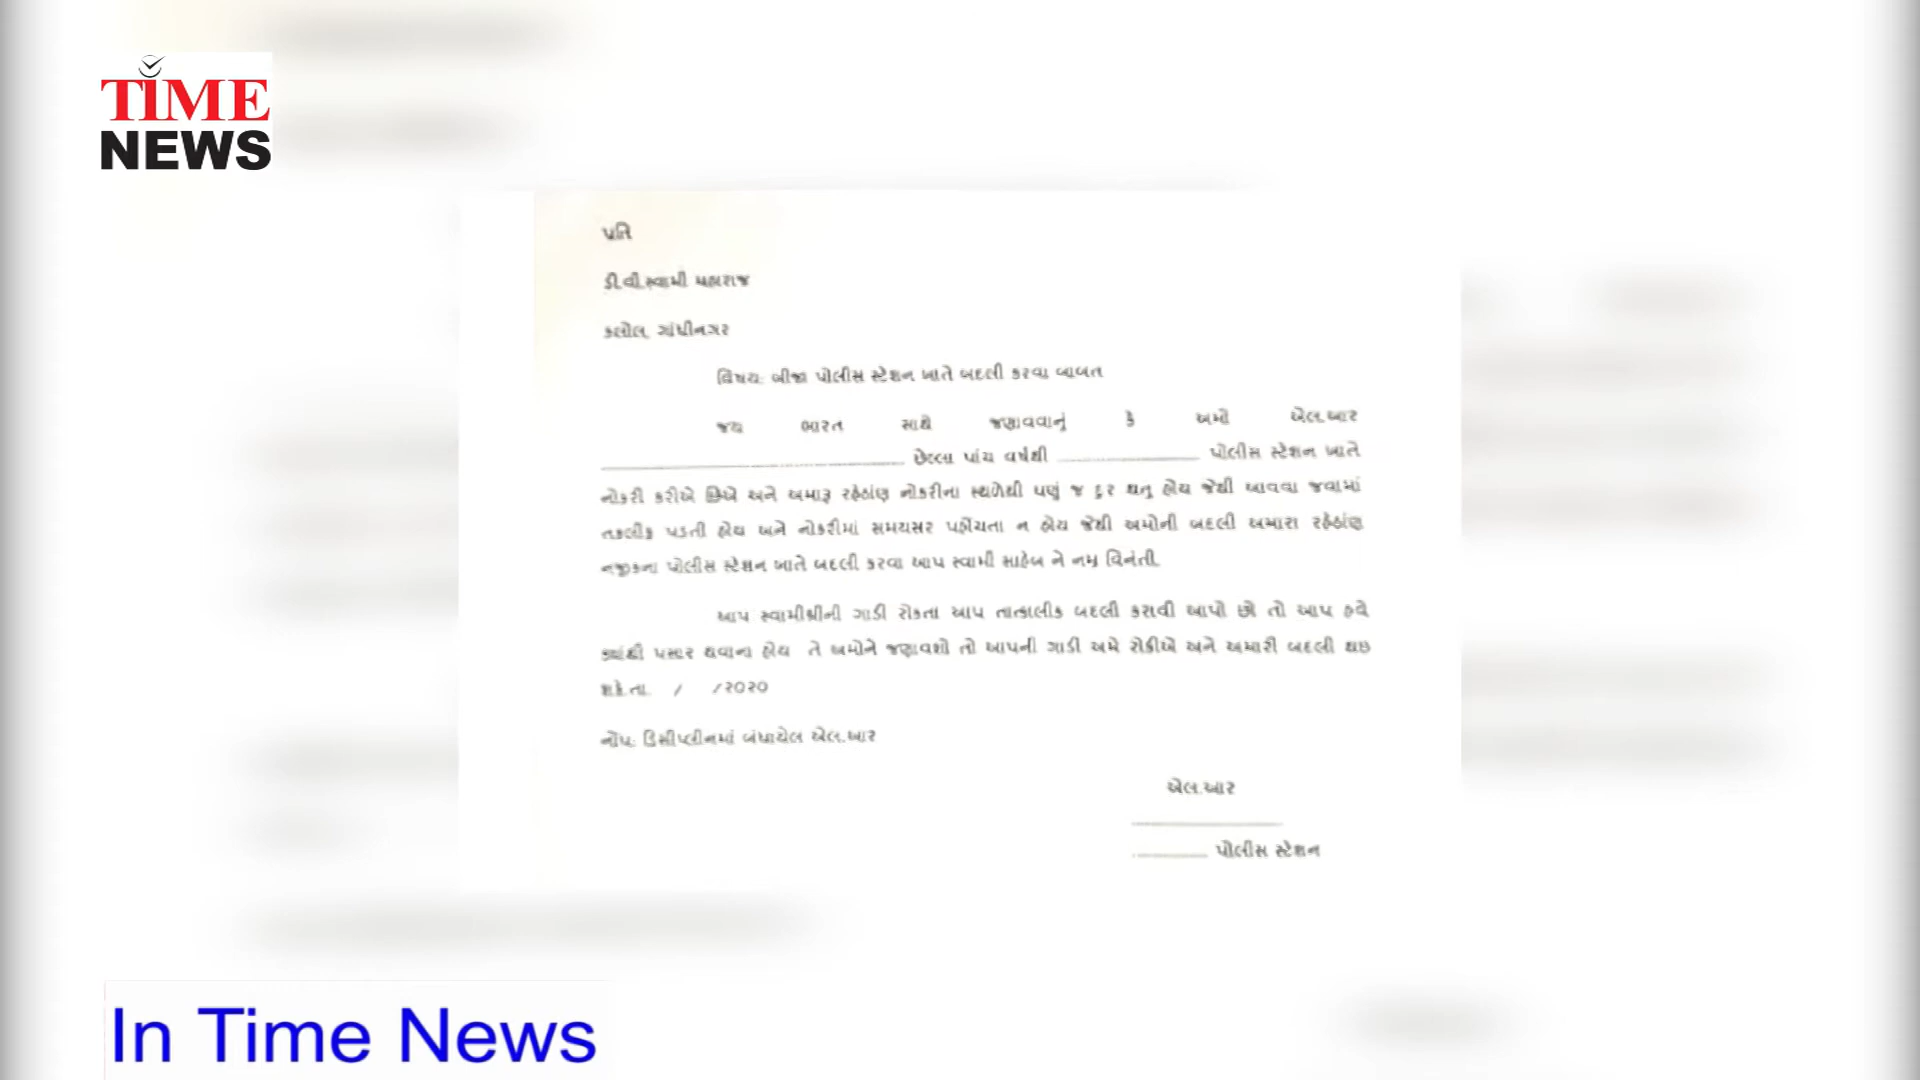 TIME
NEWS
પ્રતિ
ડી.વી.સ્વામી મહારાજ
કલોલ, ગાંધીનગર
વિષય: બીજા પોલીસ સ્ટેશન ખાતે બદલી કરવા બાબત
જય ભારત સાથે જણાવવાનું કે અમો એલ.આર
છેલ્લા પાંચ વર્ષથી પોલીસ સ્ટેશન ખાતે
નોકરી કરીએ છિએ અને અમારૂ રહેઠાંણ નોકરીના સ્થળેથી ઘણું જ દુર થતુ હોય જેથી આવવા જવામાં
તકલીફ પડતી હોય અને નોકરીમાં સમયસર પહોંચતા ન હોય જેથી અમોની બદલી અમારા રહેઠાંણ
નજીકના પોલીસ સ્ટેશન ખાતે બદલી કરવા આપ સ્વામી સાહેબ ને નમ્ર વિનંતી.
આપ સ્વામીશ્રીની ગાડી રોકતા આપ તાત્કાલીક બદલી કરાવી આપો છો તો આપ હવે
ક્યાંથી પસાર થવાના હોય તે અમોને જણાવશો તો આપની ગાડી અમે રોકીએ અને અમારી બદલી થઇ
શકે.તા. / /૨૦૨૦
નોંધ: ડિસીપ્લીનમાં બંધાયેલ એલ.આર
એલ.આર
પોલીસ સ્ટેશન
In Time News